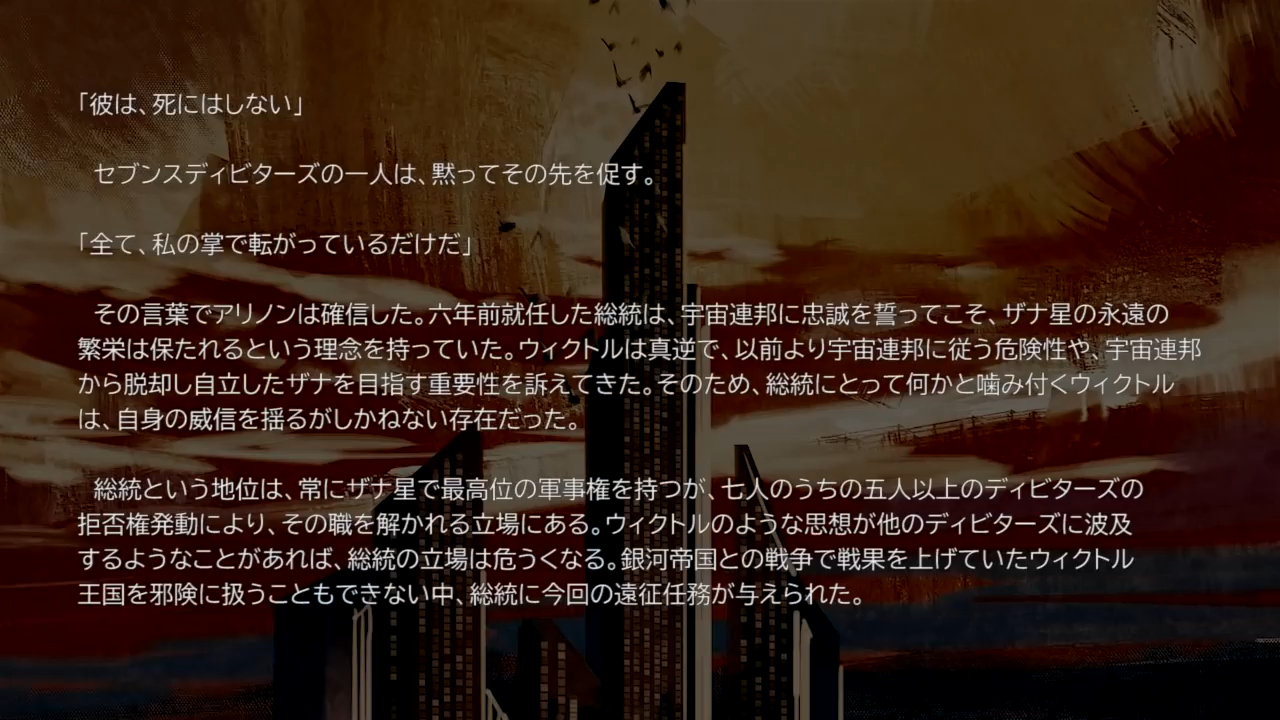 「彼は、死にはしない」
セブンスディビターズの一人は、黙ってその先を促す。
「全て、私の掌で転がっているだけだ」
その言葉でアリノンは確信した。六年前就任した総統は、宇宙連邦に忠誠を誓ってこそ、ザナ星の永遠の
繁栄は保たれるという理念を持っていた。ウィクトルは真逆で、以前より宇宙連邦に従う危険性や、宇宙連邦
から脱却し自立したザナを目指す重要性を訴えてきた。そのため、総統にとって何かと噛み付くウィクトル
は、自身の威信を揺るがしかねない存在だった。
総統という地位は、常にザナ星で最高位の軍事権を持つが、七人のうちの五人以上のディビターズの
拒否権発動により、その職を解かれる立場にある。ウィクトルのような思想が他のディビターズに波及
するようなことがあれば、総統の立場は危うくなる。銀河帝国との戦争で戦果を上げていたウィクトル
王国を邪険に扱うこともできない中、総統に今回の遠征任務が与えられた。